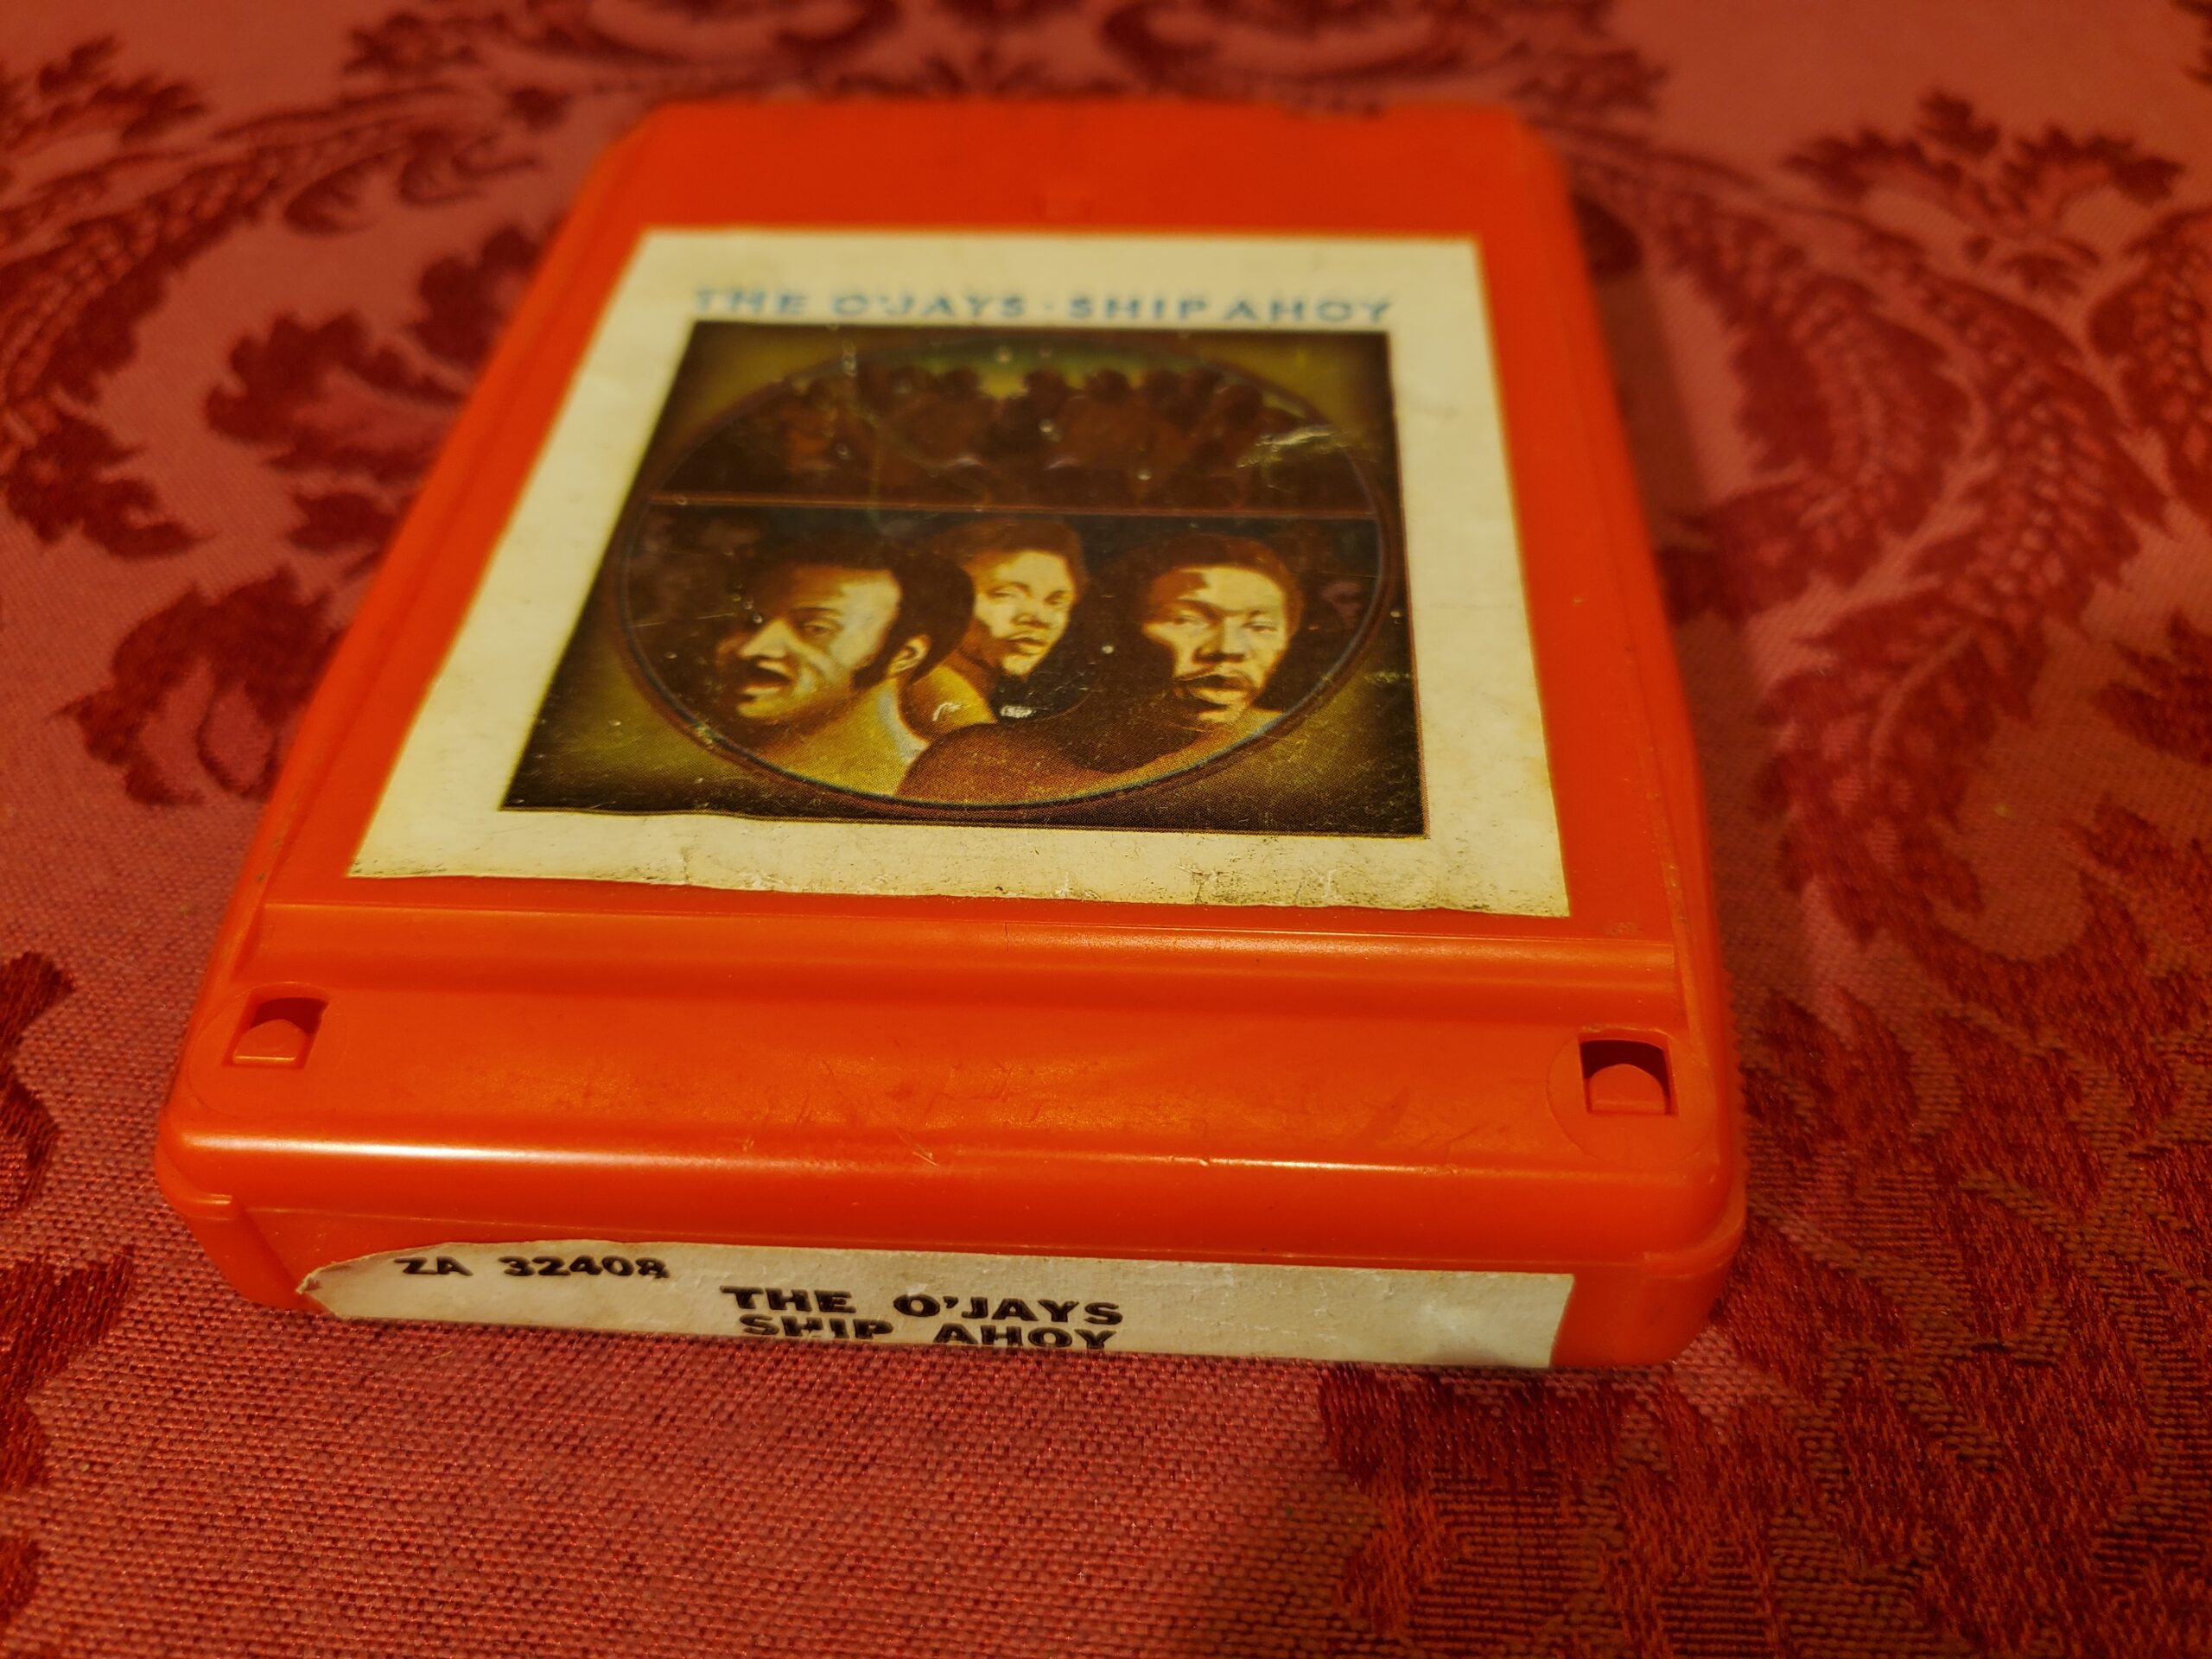 THE O'JAYS · SHIP AHOY
ZA 32408
THE O'JAYS
SHIP AHOY